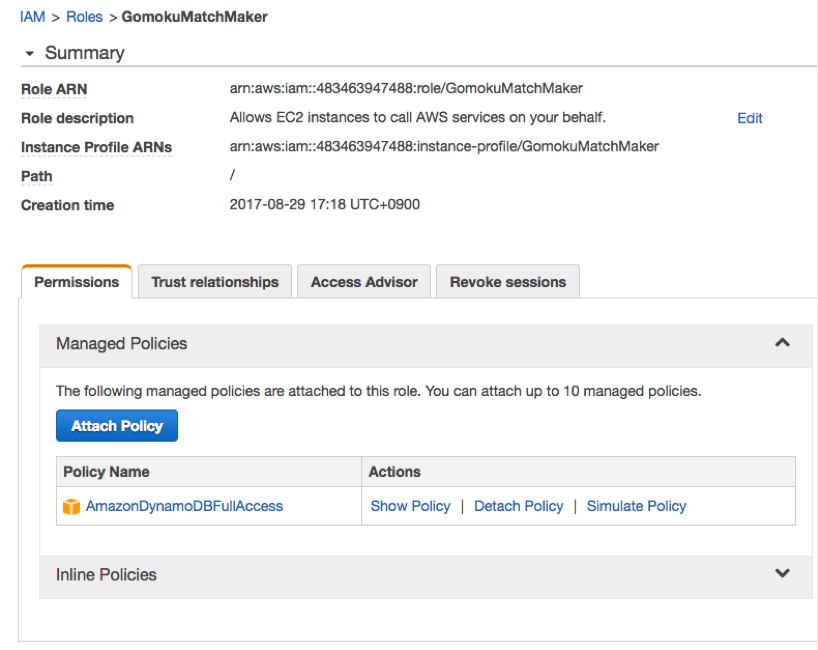 IAM > Roles > GomokuMatchMaker
Summary
Role ARN arn:aws:iam::483463947488:role/GomokuMatchMaker
Role description Allows EC2 instances to call AWS services on your behalf. Edit
Instance Profile ARNs arn:aws:iam::483463947488:instance-profile/GomokuMatchMaker
Path /
Creation time 2017-08-29 17:18 UTC+0900
Permissions Trust relationships Access Advisor Revoke sessions
Managed Policies
The following managed policies are attached to this role. You can attach up to 10 managed policies.
Attach Policy
Policy Name Actions
AmazonDynamoDBFullAccess Show Policy | Detach Policy | Simulate Policy
Inline Policies